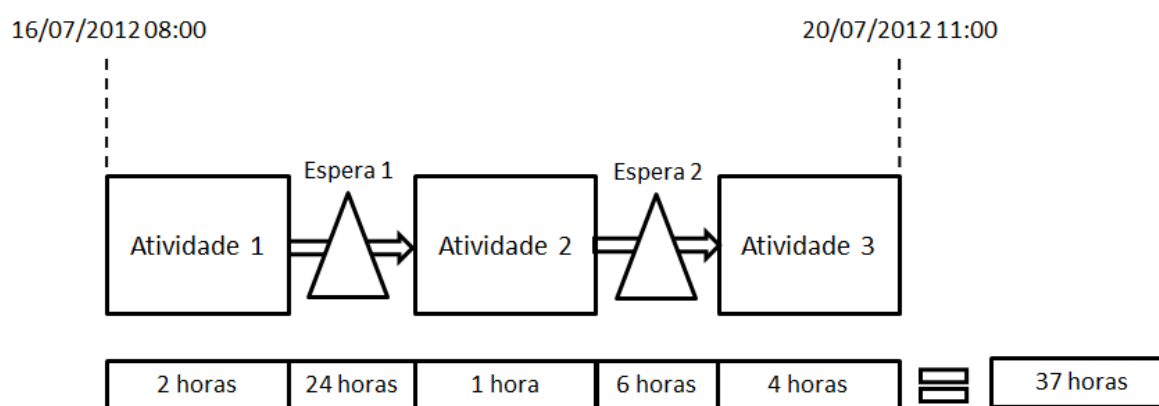 16/07/2012 08:00
20/07/2012 11:00
Espera 1
Espera 2
Atividade 1
Atividade 2
Atividade 3
2 horas
24 horas
1 hora
6 horas
4 horas
37 horas